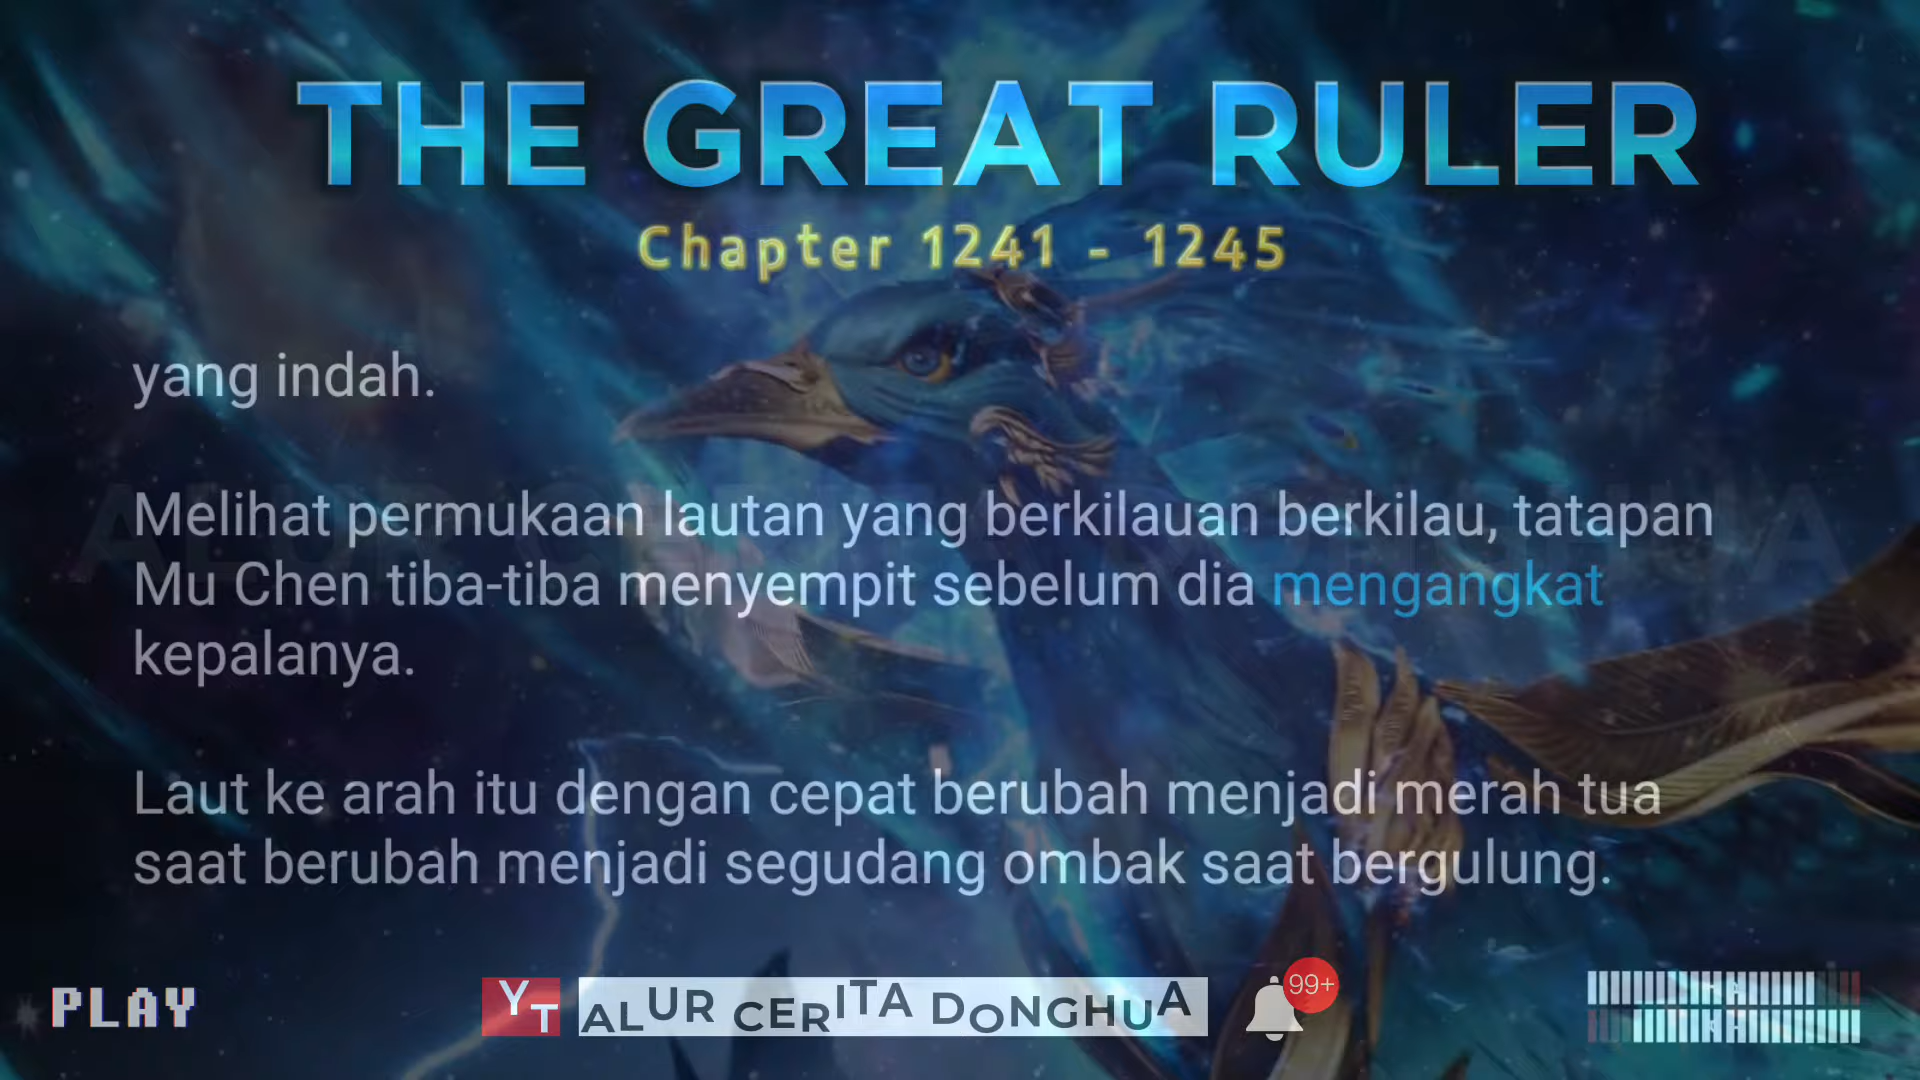 THE GREAT RULER
Chapter 1241 - 1245
yang indah.
Melihat permukaan lautan yang berkilauan berkilau, tatapan
Mu Chen tiba-tiba menyempit sebelum dia mengangkat
kepalanya.
Laut ke arah itu dengan cepat berubah menjadi merah tua
saat berubah menjadi segudang ombak saat bergulung.
PLAY
YT ALUR CERITA DONGHUA
99+